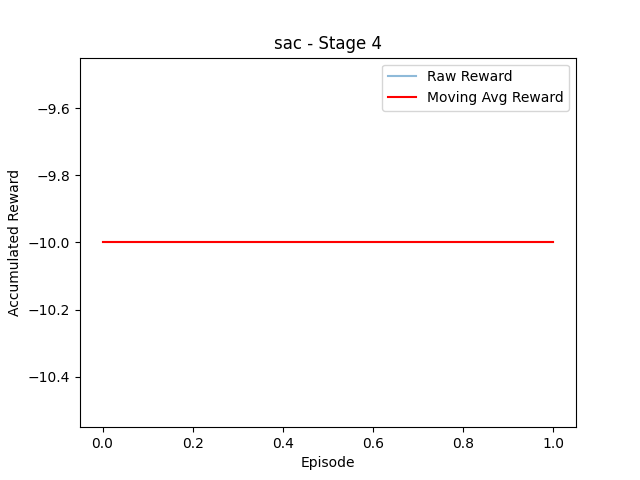 sac - Stage 4
Raw Reward
Moving Avg Reward
−9.6
−9.8
−10.0
−10.2
−10.4
Accumulated Reward
0.0 0.2 0.4 0.6 0.8 1.0
Episode